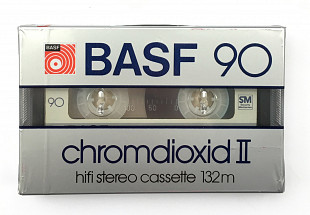 BASF
BASF 90
90
SM
chromdioxid II
hifi stereo cassette 132m